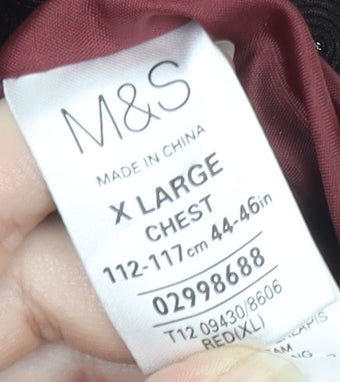 M&S
MADE IN CHINA
X LARGE
CHEST
112-117cm 44-46in
02998688
T12 09430/8606
RED(XL)